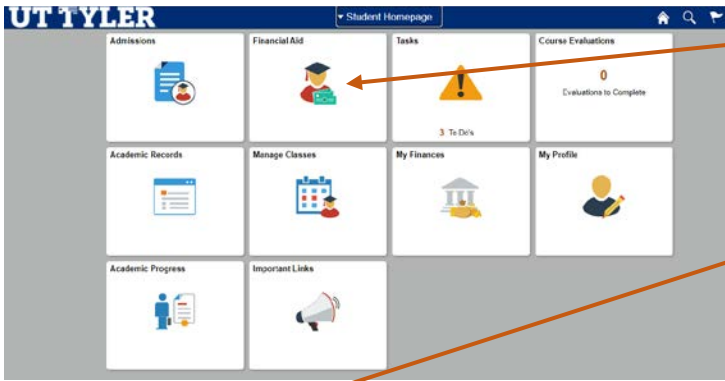 UT TYLER
▾ Student Homepage
Admissions
Financial Aid
Tasks
3 To Do's
Course Evaluations
0
Evaluations to Complete
Academic Records
Manage Classes
My Finances
My Profile
Academic Progress
Important Links